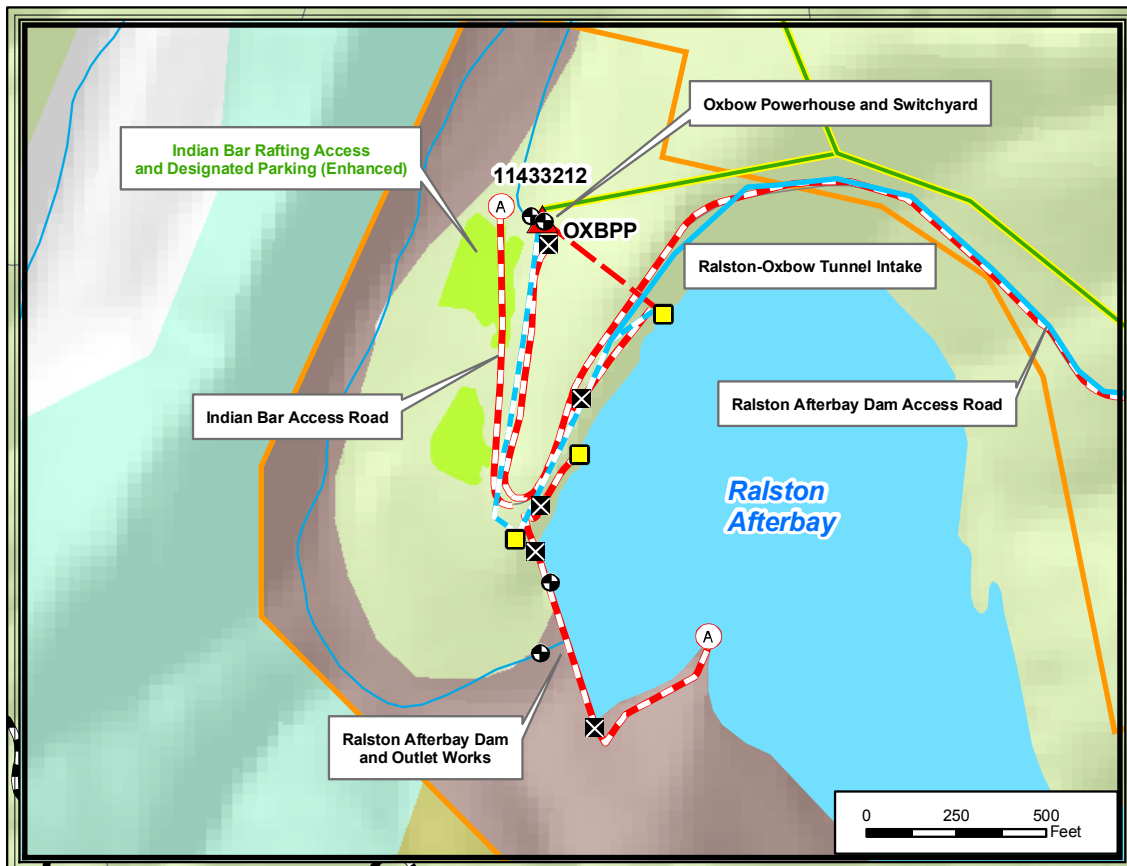 Oxbow Powerhouse and Switchyard
Indian Bar Rafting Access
and Designated Parking (Enhanced)
11433212
A
OXBPP
Ralston-Oxbow Tunnel Intake
Indian Bar Access Road
Ralston Afterbay Dam Access Road
Ralston
Afterbay
A
Ralston Afterbay Dam
and Outlet Works
0 250 500
Feet